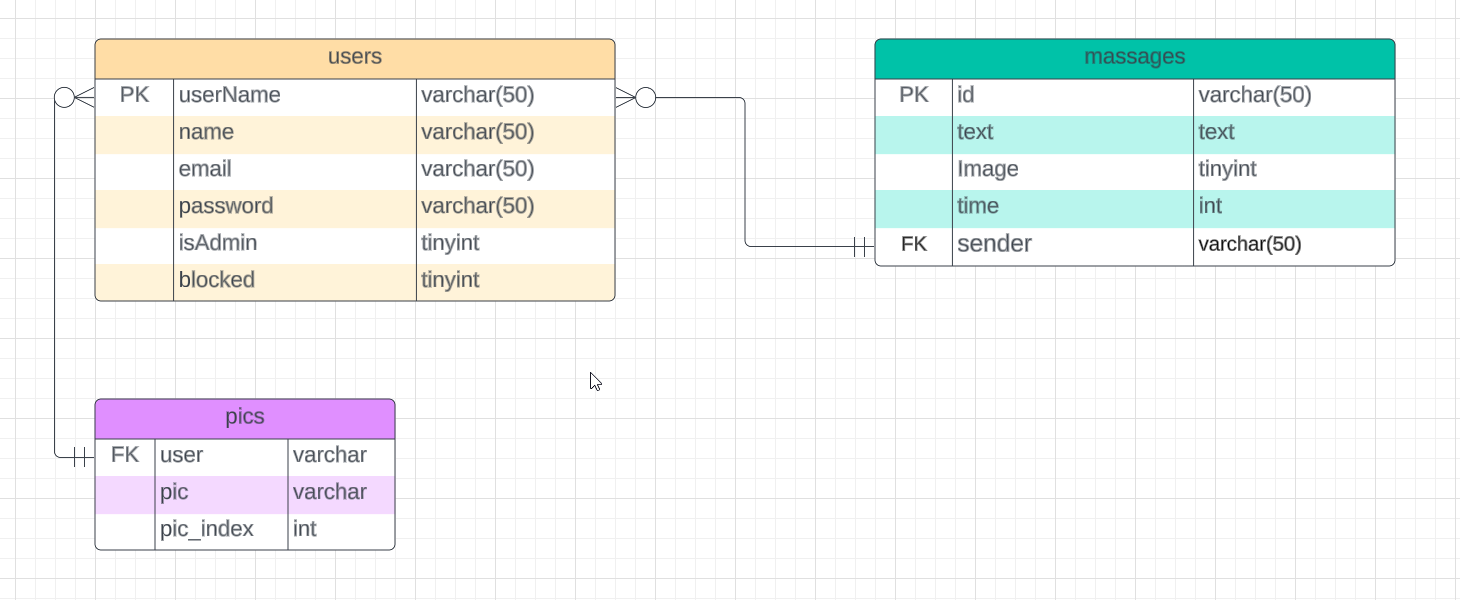 users
PK userName varchar(50)
name varchar(50)
email varchar(50)
password varchar(50)
isAdmin tinyint
blocked tinyint
massages
PK id varchar(50)
text text
Image tinyint
time int
FK sender varchar(50)
pics
FK user varchar
pic varchar
pic_index int